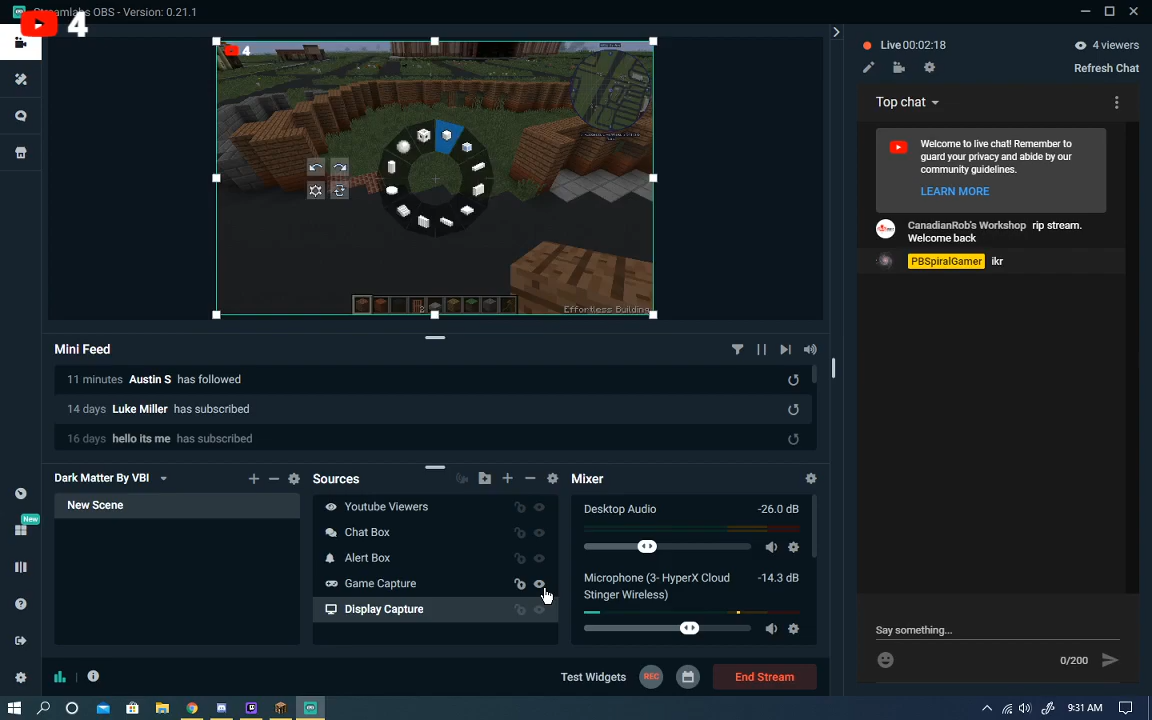 Streamlabs OBS - Version: 0.21.1
4
Live 00:02:18
4 viewers
Refresh Chat
Top chat
Welcome to live chat! Remember to
guard your privacy and abide by our
community guidelines.
LEARN MORE
CanadianRob's Workshop rip stream.
Welcome back
PBSpiralGamer ikr
4
Effortless Building
Mini Feed
11 minutes Austin S has followed
14 days Luke Miller has subscribed
16 days hello its me has subscribed
Dark Matter By VBI
New Scene
Sources
Youtube Viewers
Chat Box
Alert Box
Game Capture
Display Capture
Mixer
Desktop Audio -26.0 dB
Microphone (3- HyperX Cloud
Stinger Wireless) -14.3 dB
Say something...
0/200
New
Test Widgets
REC
End Stream
9:31 AM